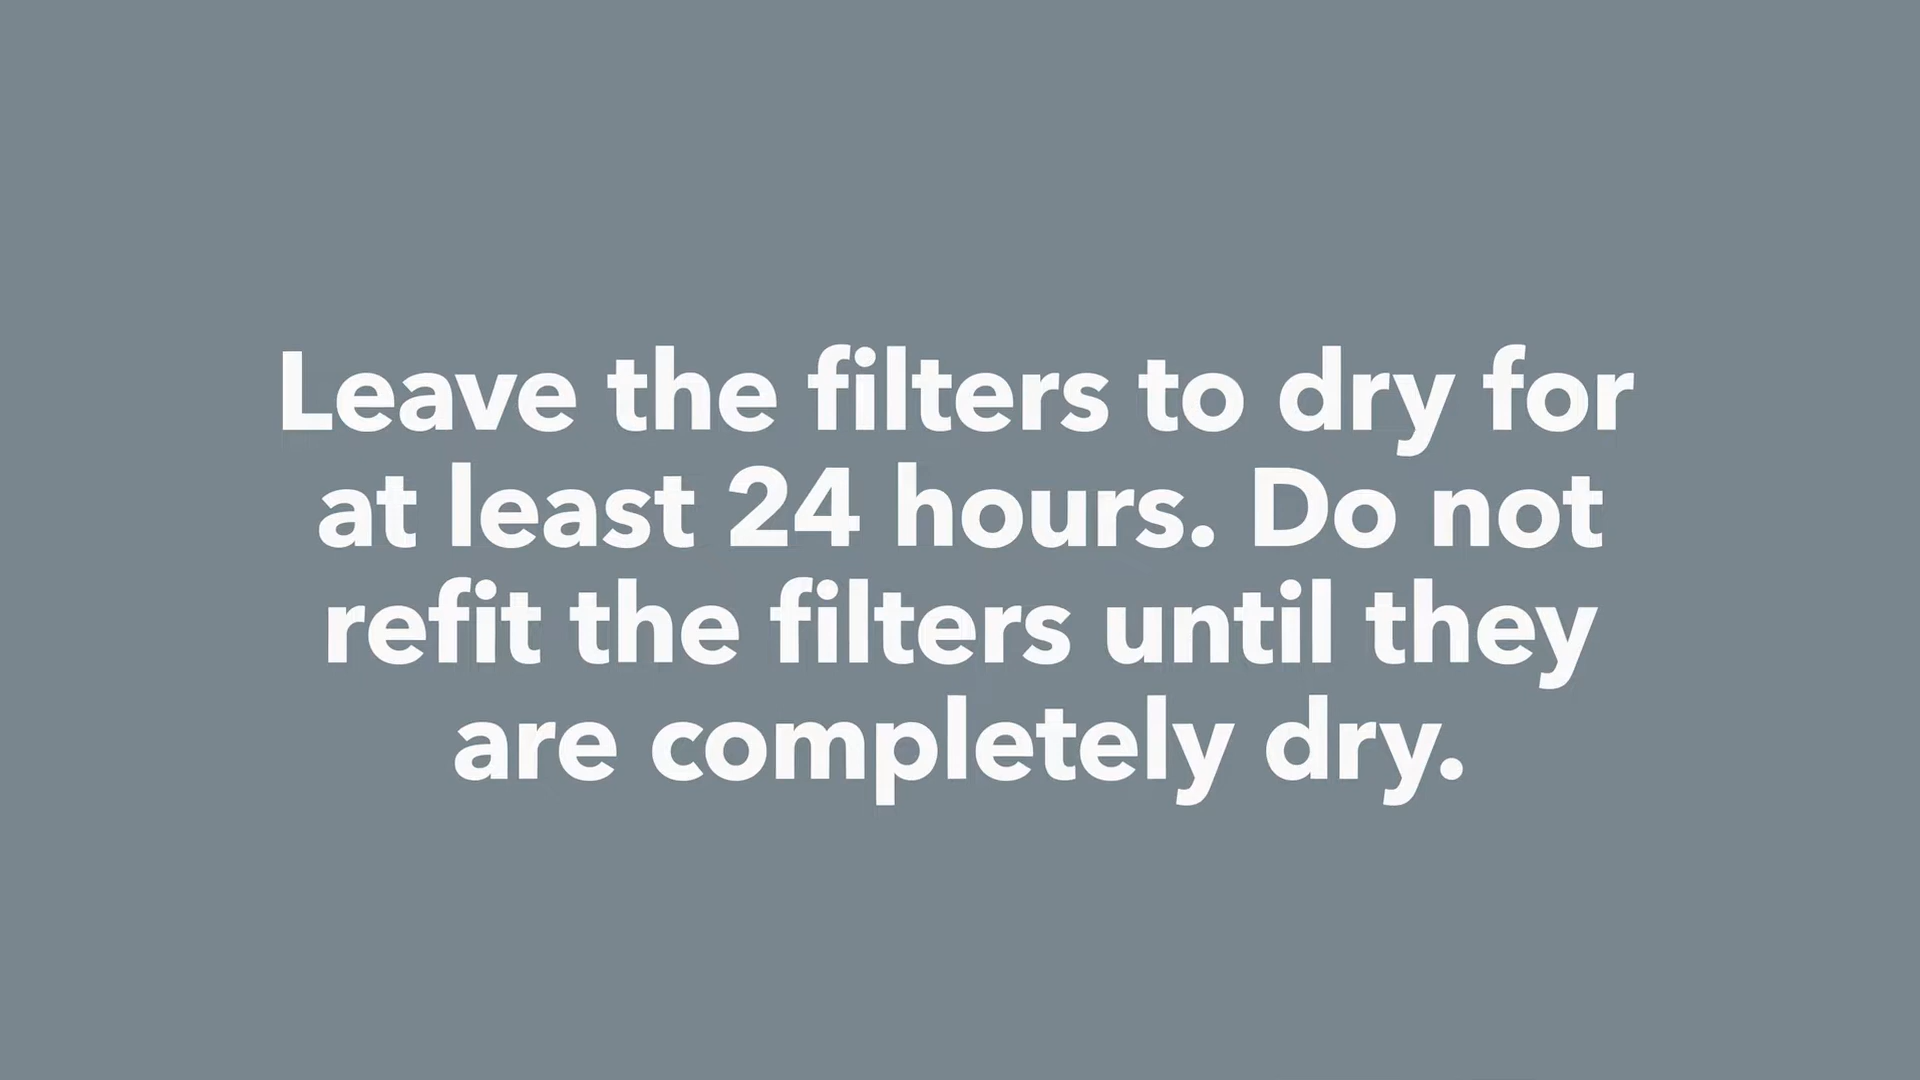 Leave the filters to dry for
at least 24 hours. Do not
refit the filters until they
are completely dry.